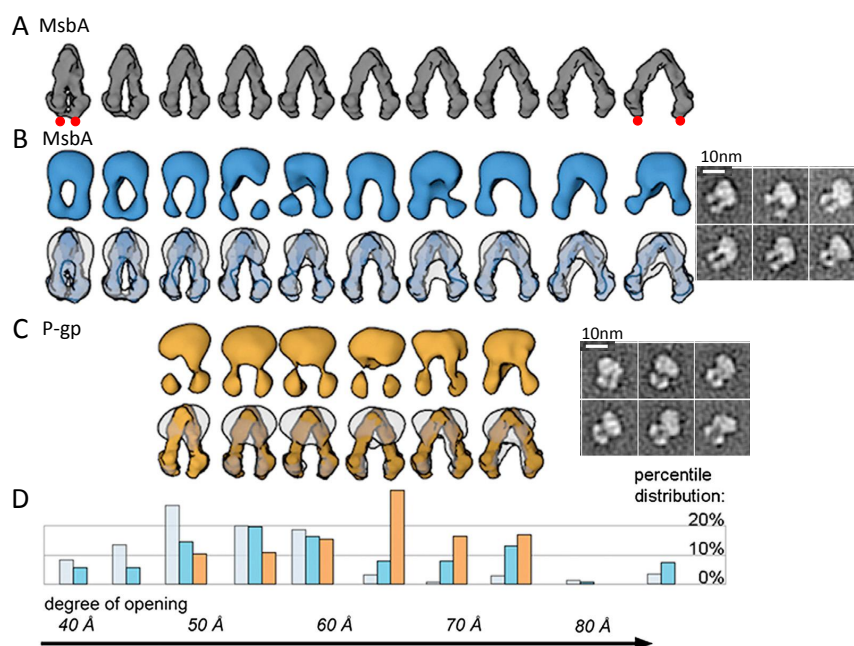 A MsbA
B MsbA
10nm
C P-gp
10nm
percentile
distribution:
D
20%
10%
0%
degree of opening
40 Å 50 Å 60 Å 70 Å 80 Å